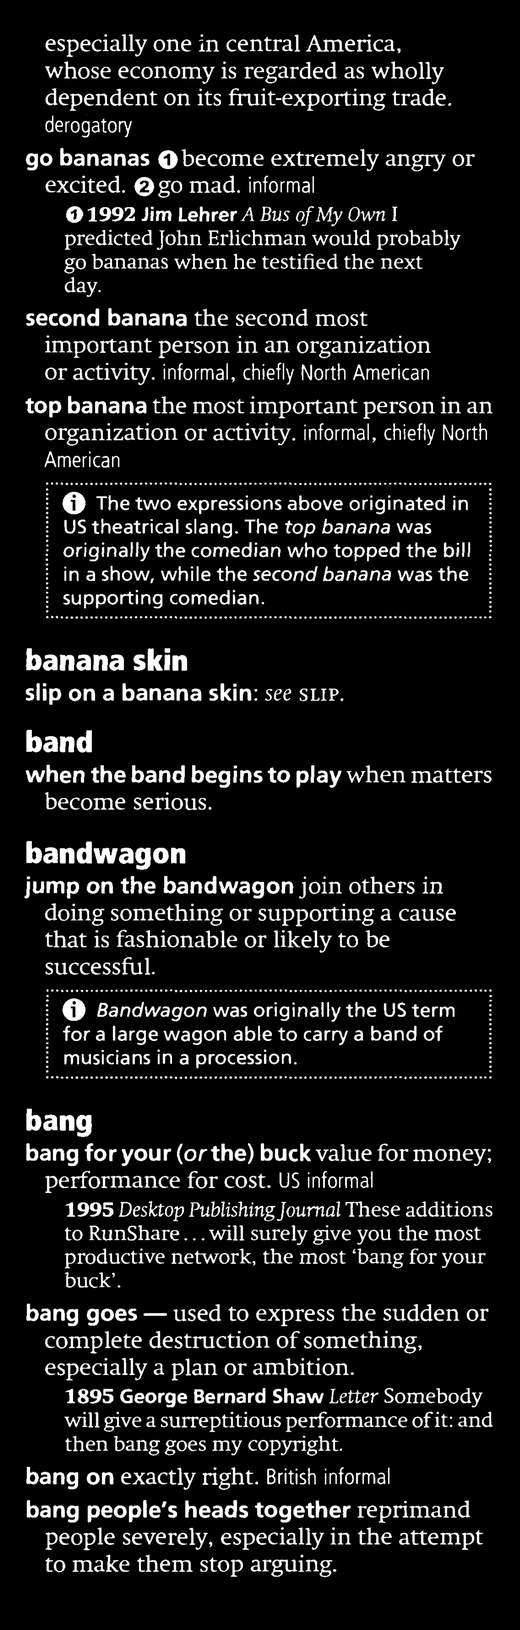 especially one in central America,
whose economy is regarded as wholly
dependent on its fruit-exporting trade.
derogatory
go bananas ❶ become extremely angry or
excited. ❷ go mad. informal
❶ 1992 Jim Lehrer A Bus of My Own I
predicted John Erlichman would probably
go bananas when he testified the next
day.
second banana the second most
important person in an organization
or activity. informal, chiefly North American
top banana the most important person in an
organization or activity. informal, chiefly North
American
i The two expressions above originated in
US theatrical slang. The top banana was
originally the comedian who topped the bill
in a show, while the second banana was the
supporting comedian.
banana skin
slip on a banana skin: see SLIP.
band
when the band begins to play when matters
become serious.
bandwagon
jump on the bandwagon join others in
doing something or supporting a cause
that is fashionable or likely to be
successful.
i Bandwagon was originally the US term
for a large wagon able to carry a band of
musicians in a procession.
bang
bang for your (or the) buck value for money;
performance for cost. US informal
1995 Desktop Publishing Journal These additions
to RunShare...will surely give you the most
productive network, the most ‘bang for your
buck’.
bang goes — used to express the sudden or
complete destruction of something,
especially a plan or ambition.
1895 George Bernard Shaw Letter Somebody
will give a surreptitious performance of it: and
then bang goes my copyright.
bang on exactly right. British informal
bang people's heads together reprimand
people severely, especially in the attempt
to make them stop arguing.